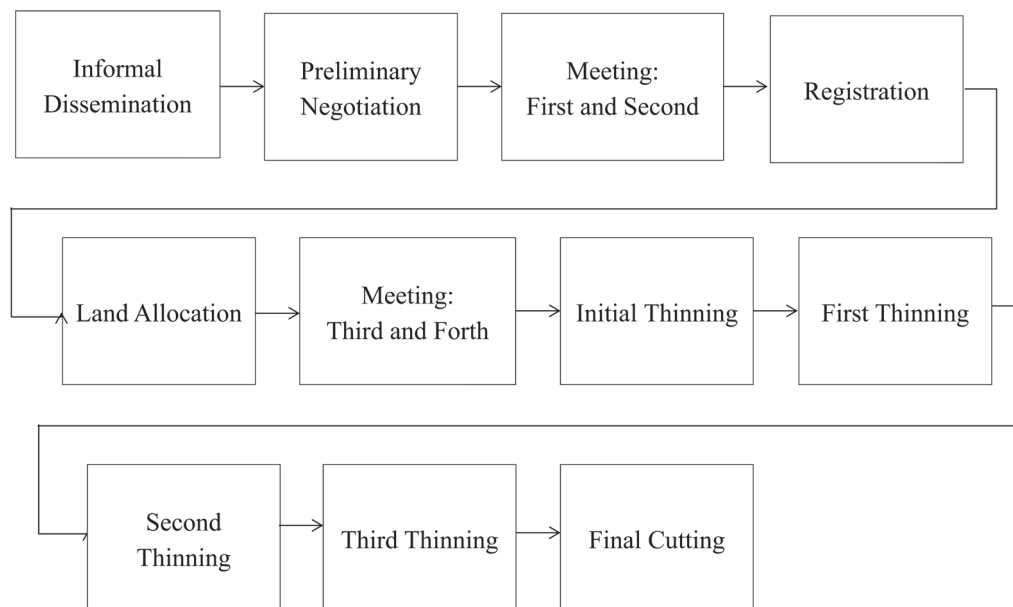 Informal
Dissemination
Preliminary
Negotiation
Meeting:
First and Second
Registration
Land Allocation
Meeting:
Third and Forth
Initial Thinning
First Thinning
Second
Thinning
Third Thinning
Final Cutting